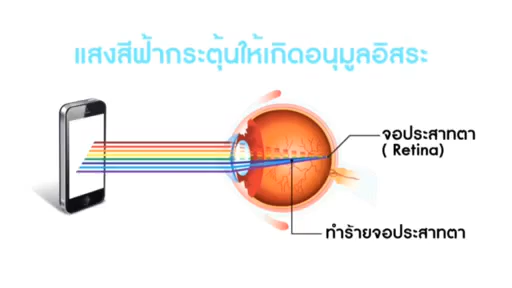 แสงสีฟ้ากระตุ้นให้เกิดอนุมูลอิสระ
จอประสาทตา
( Retina)
ทำร้ายจอประสาทตา